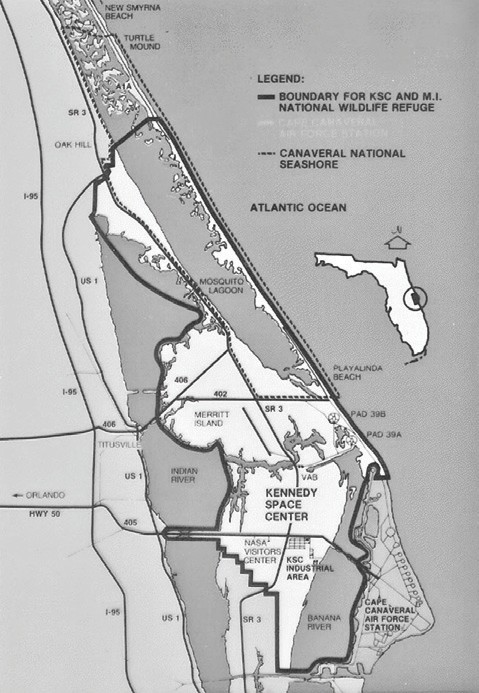 NEW SMYRNA
BEACH
TURTLE
MOUND
A1A
SR 3
OAK HILL
I-95
US 1
LEGEND:
BOUNDARY FOR KSC AND M.I.
NATIONAL WILDLIFE REFUGE
CAPE CANAVERAL
AIR FORCE STATION
CANAVERAL NATIONAL
SEASHORE
ATLANTIC OCEAN
N
MOSQUITO
LAGOON
PLAYALINDA
BEACH
I-95
406
402
SR 3
PAD 39B
MERRITT
ISLAND
406
PAD 39A
TITUSVILLE
INDIAN
RIVER
VAB
US 1
KENNEDY
SPACE
CENTER
ORLANDO
HWY 50
405
NASA
VISITORS
CENTER
KSC
INDUSTRIAL
AREA
I-95
US 1
SR 3
BANANA
RIVER
CAPE
CANAVERAL
AIR FORCE
STATION